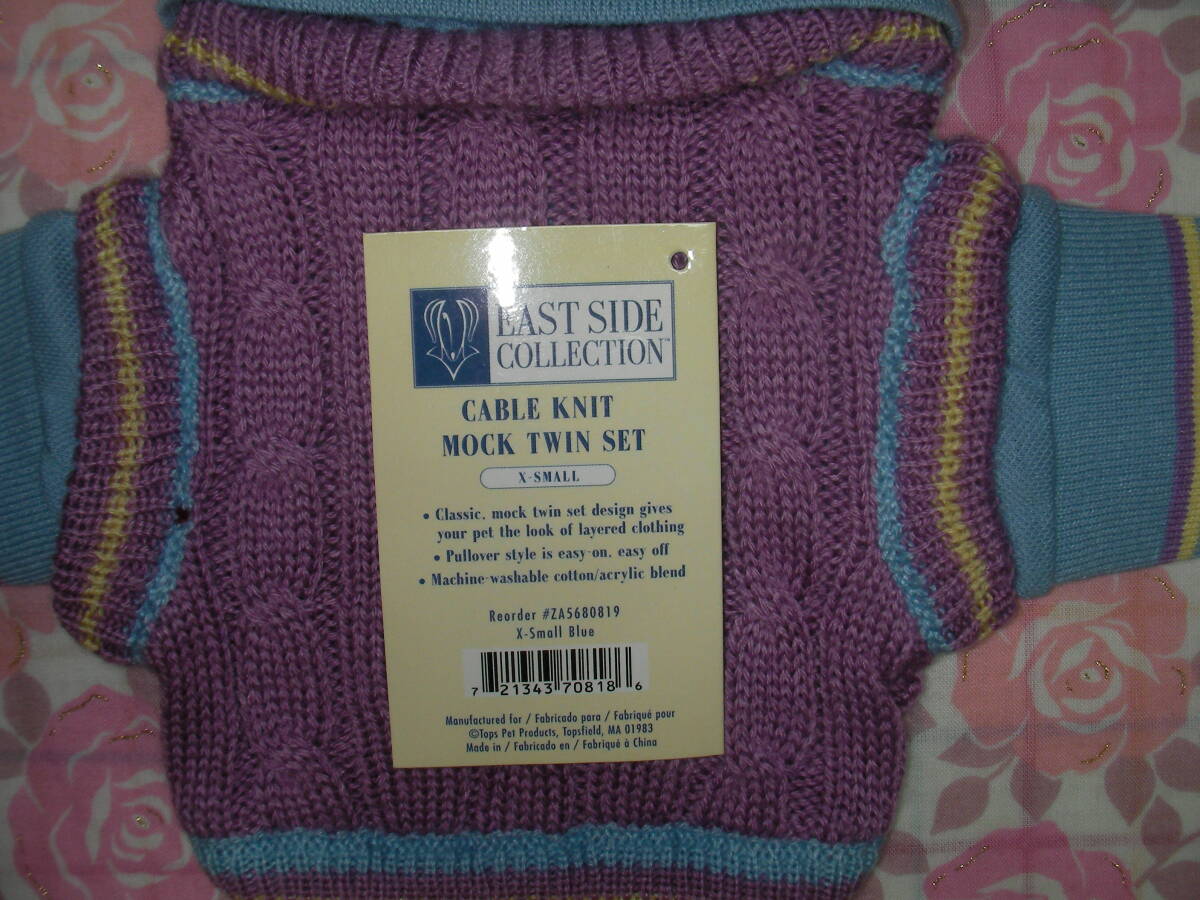 EAST SIDE
COLLECTION™
CABLE KNIT
MOCK TWIN SET
X-SMALL
• Classic, mock twin set design gives
your pet the look of layered clothing
• Pullover style is easy-on, easy off
• Machine-washable cotton/acrylic blend
Reorder #ZA5680819
X-Small Blue
7 21343 70818 6
Manufactured for / Fabricado para / Fabriqué pour
©Tops Pet Products, Topsfield, MA 01983
Made in / Fabricado en / Fabriqué à China